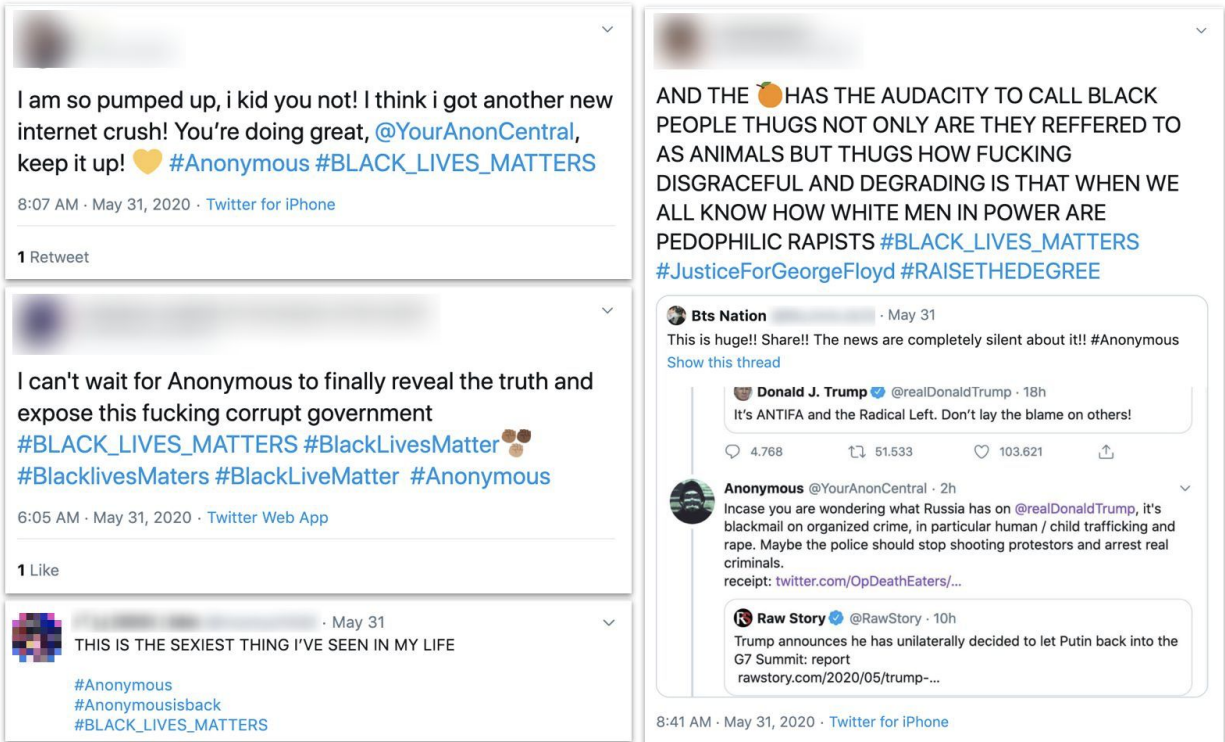 I am so pumped up, i kid you not! I think i got another new
internet crush! You're doing great, @YourAnonCentral,
keep it up! 💛 #Anonymous #BLACK_LIVES_MATTERS
8:07 AM · May 31, 2020 · Twitter for iPhone
1 Retweet
I can't wait for Anonymous to finally reveal the truth and
expose this fucking corrupt government
#BLACK_LIVES_MATTERS #BlackLivesMatter
#BlacklivesMaters #BlackLiveMatter #Anonymous
6:05 AM · May 31, 2020 · Twitter Web App
1 Like
· May 31
THIS IS THE SEXIEST THING I'VE SEEN IN MY LIFE
#Anonymous
#Anonymousisback
#BLACK_LIVES_MATTERS
AND THE 🍊 HAS THE AUDACITY TO CALL BLACK
PEOPLE THUGS NOT ONLY ARE THEY REFFERED TO
AS ANIMALS BUT THUGS HOW FUCKING
DISGRACEFUL AND DEGRADING IS THAT WHEN WE
ALL KNOW HOW WHITE MEN IN POWER ARE
PEDOPHILIC RAPISTS #BLACK_LIVES_MATTERS
#JusticeForGeorgeFloyd #RAISETHEDEGREE
Bts Nation · May 31
This is huge!! Share!! The news are completely silent about it!! #Anonymous
Show this thread
Donald J. Trump @realDonaldTrump · 18h
It's ANTIFA and the Radical Left. Don't lay the blame on others!
4.768 51.533 103.621
Anonymous @YourAnonCentral · 2h
Incase you are wondering what Russia has on @realDonaldTrump, it's
blackmail on organized crime, in particular human / child trafficking and
rape. Maybe the police should stop shooting protestors and arrest real
criminals.
receipt: twitter.com/OpDeathEaters/...
Raw Story @RawStory · 10h
Trump announces he has unilaterally decided to let Putin back into the
G7 Summit: report
rawstory.com/2020/05/trump-...
8:41 AM · May 31, 2020 · Twitter for iPhone